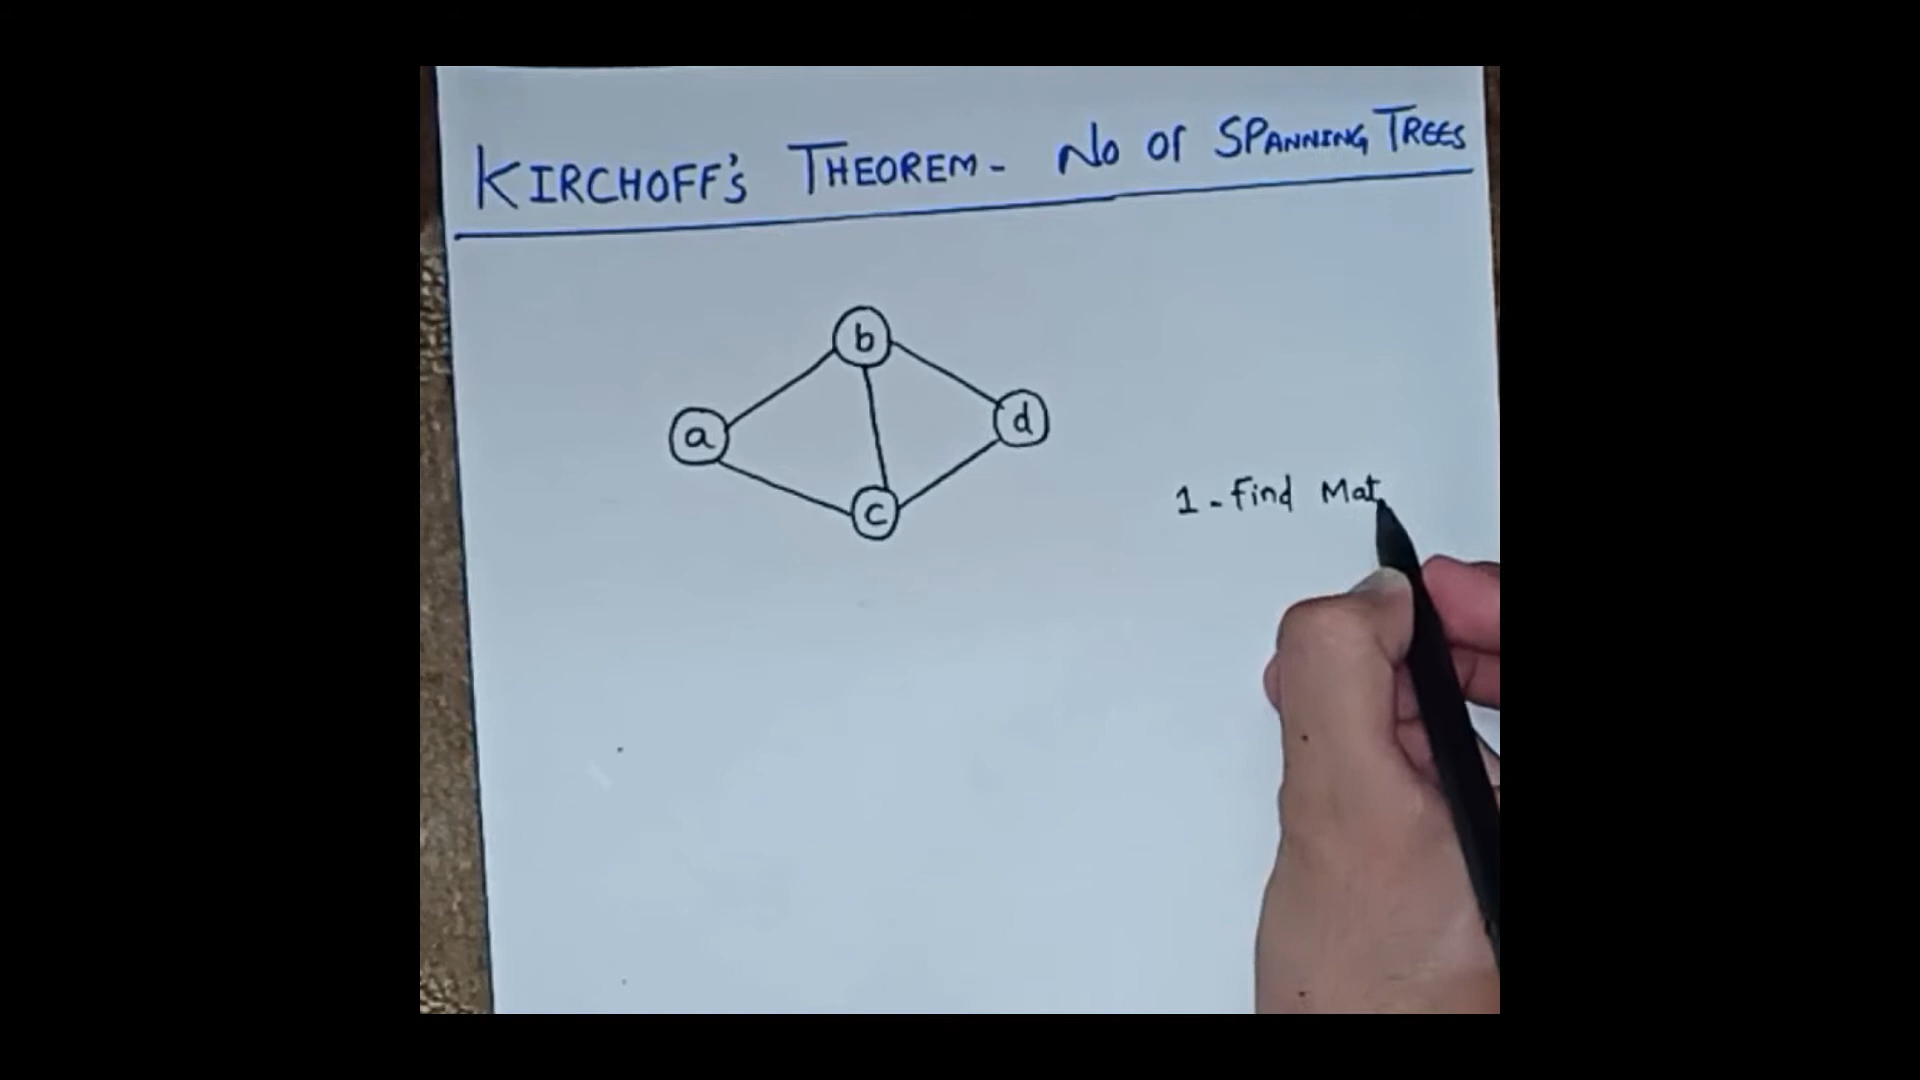 KIRCHOFF'S THEOREM - No OF SPANNING TREES
b
a
d
c
1 - Find Mat